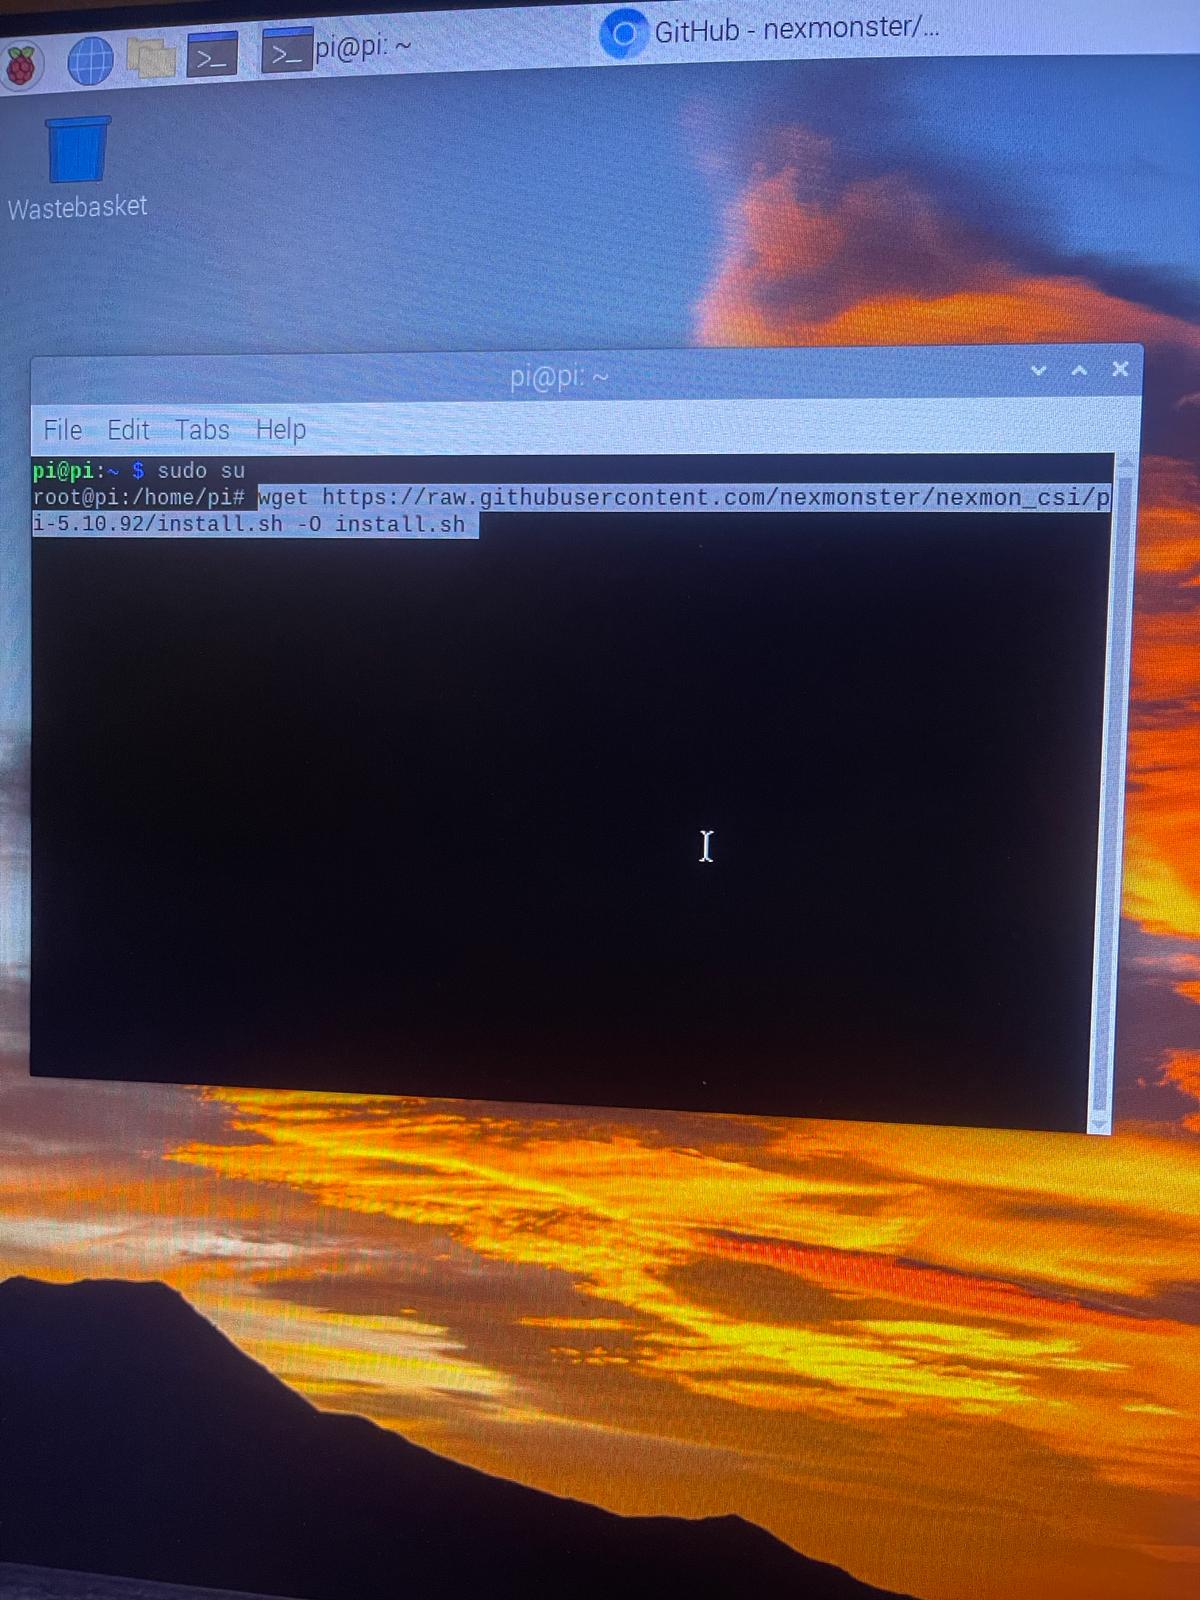 pi@pi: ~
GitHub - nexmonster/...
Wastebasket
pi@pi: ~
File Edit Tabs Help
pi@pi:~ $ sudo su
root@pi:/home/pi# wget https://raw.githubusercontent.com/nexmonster/nexmon_csi/p
i-5.10.92/install.sh -O install.sh